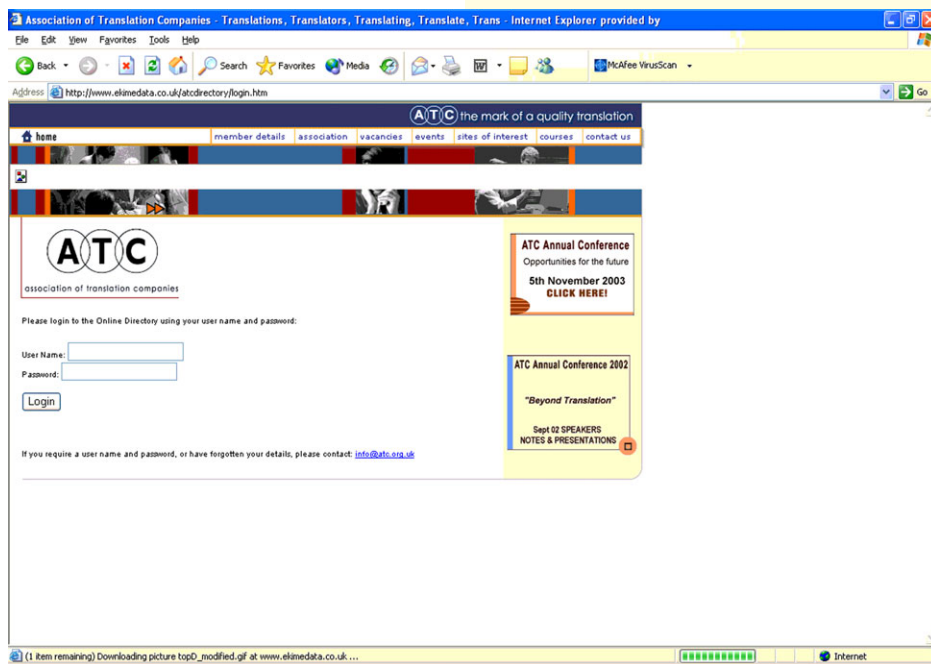 Association of Translation Companies - Translations, Translators, Translating, Translate, Trans - Internet Explorer provided by
File Edit View Favorites Tools Help
Back Search Favorites Media McAfee VirusScan
Address http://www.ekimedata.co.uk/atcdirectory/login.htm Go
ATC the mark of a quality translation
home member details association vacancies events sites of interest courses contact us
ATC
association of translation companies
Please login to the Online Directory using your user name and password:
User Name:
Password:
Login
If you require a user name and password, or have forgotten your details, please contact: info@atc.org.uk
ATC Annual Conference
Opportunities for the future
5th November 2003
CLICK HERE!
ATC Annual Conference 2002
"Beyond Translation"
Sept 02 SPEAKERS
NOTES & PRESENTATIONS
(1 item remaining) Downloading picture topD_modified.gif at www.ekimedata.co.uk ... Internet